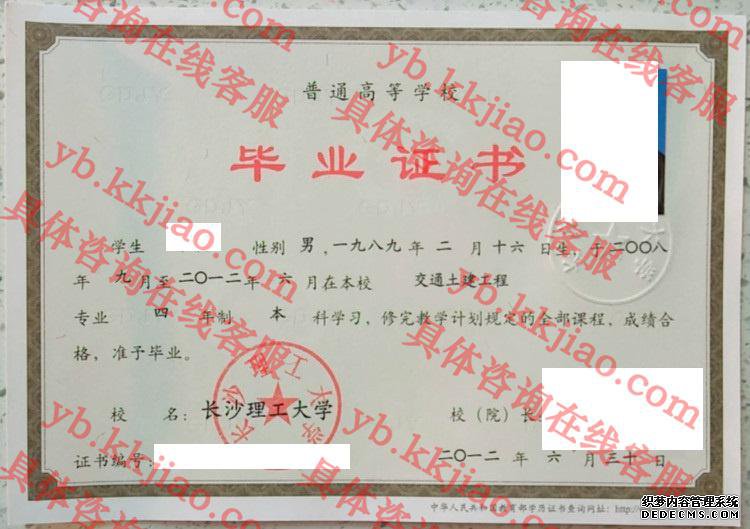 普通高等学校
毕业证书
学生 性别 男,一九八九年 二 月 十六 日生,于二〇〇八
年 九 月至二〇一二年 六 月在本校 交通土建工程
专业 四 年制 本 科学习,修完教学计划规定的全部课程,成绩合
格,准予毕业。
校 名:长沙理工大学 校(院)长:
证书编号: 二〇一二 年 六 月 三十 日
中华人民共和国教育部学历证书查询网址:http:/
具体咨询在线客服
yb.kkjiao.com
织梦内容管理系统
DEDECMS.COM